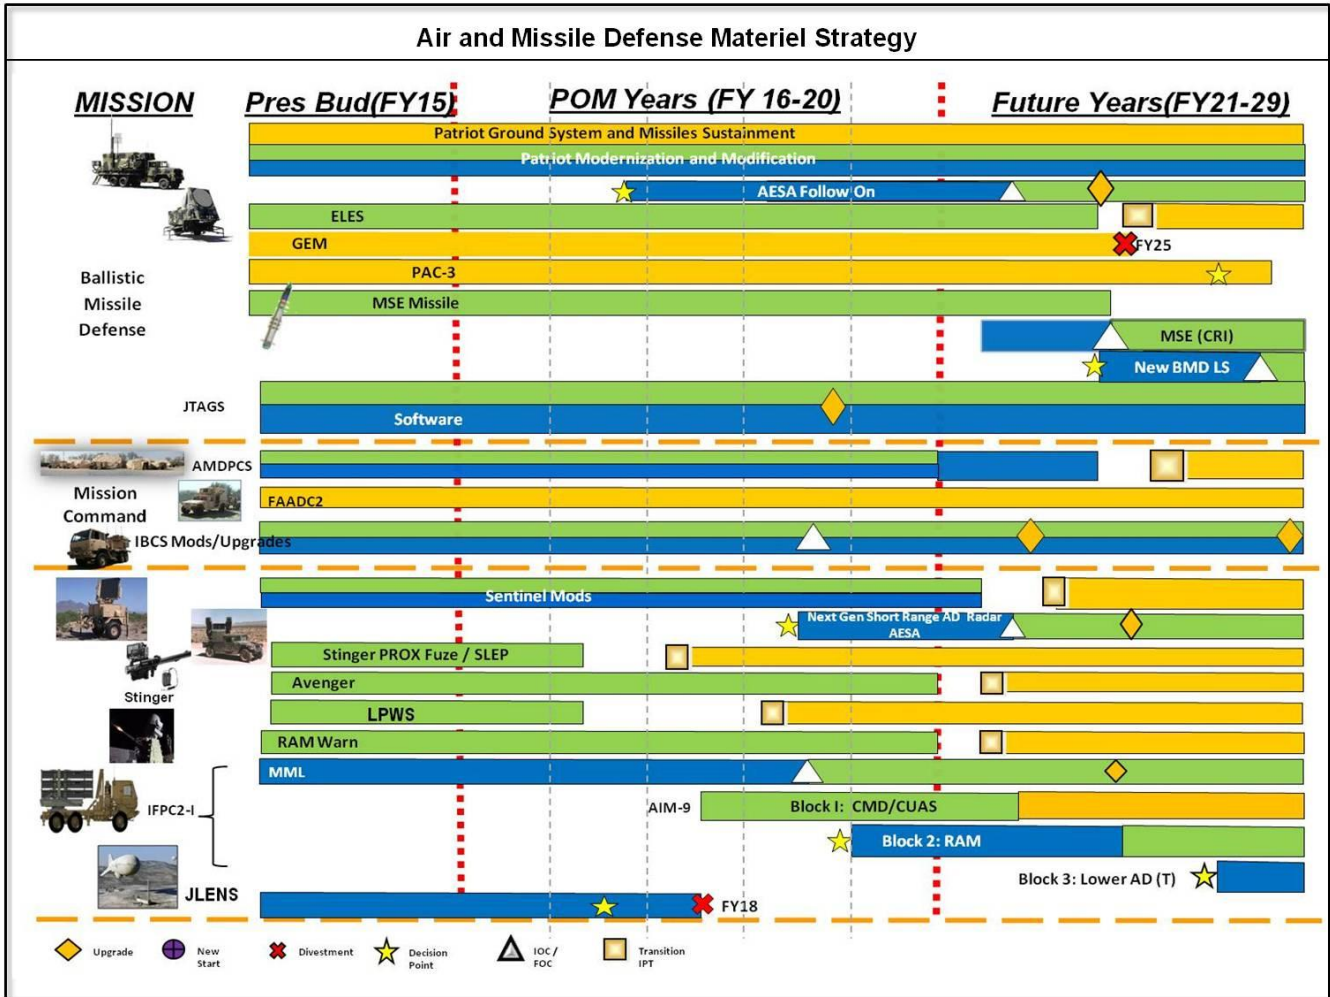 Air and Missile Defense Materiel Strategy
MISSION
Pres Bud(FY15)
POM Years (FY 16-20)
Future Years(FY21-29)
Patriot Ground System and Missiles Sustainment
Patriot Modernization and Modification
AESA Follow On
ELES
GEM
FY25
PAC-3
Ballistic
Missile
Defense
MSE Missile
MSE (CRI)
New BMD LS
JTAGS
Software
AMDPCS
Mission
Command
FAADC2
IBCS Mods/Upgrades
Sentinel Mods
Next Gen Short Range AD Radar
AESA
Stinger PROX Fuze / SLEP
Stinger
Avenger
LPWS
RAM Warn
MML
IFPC2-I
AIM-9
Block I: CMD/CUAS
Block 2: RAM
Block 3: Lower AD (T)
JLENS
FY18
Upgrade
New
Start
Divestment
Decision
Point
IOC /
FOC
Transition
IPT